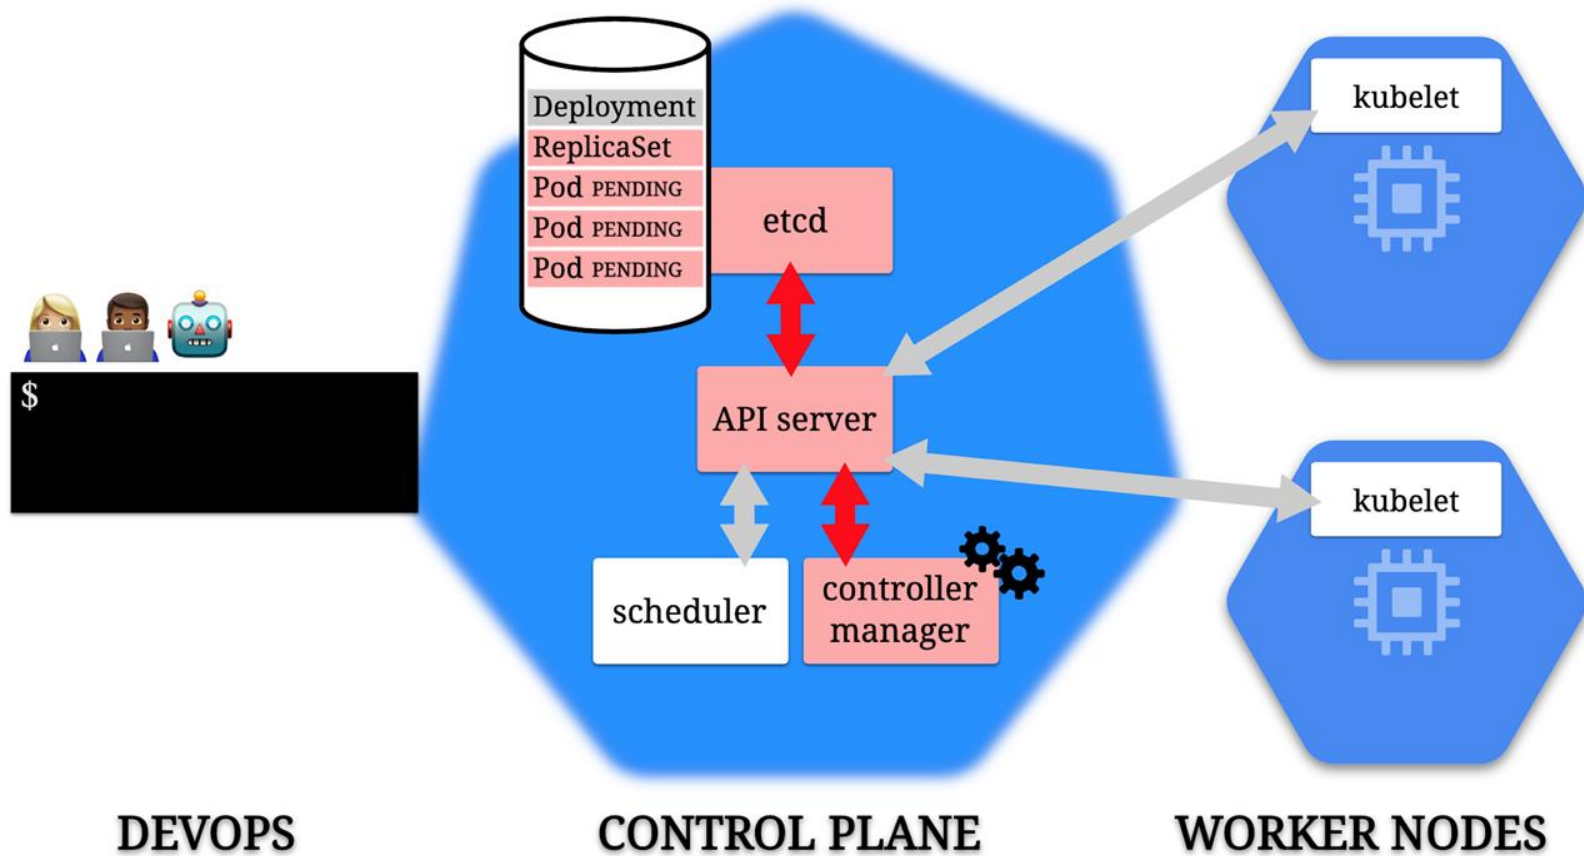 Deployment
ReplicaSet
Pod PENDING
Pod PENDING
Pod PENDING
etcd
kubelet
$
API server
kubelet
scheduler
controller
manager
DEVOPS
CONTROL PLANE
WORKER NODES